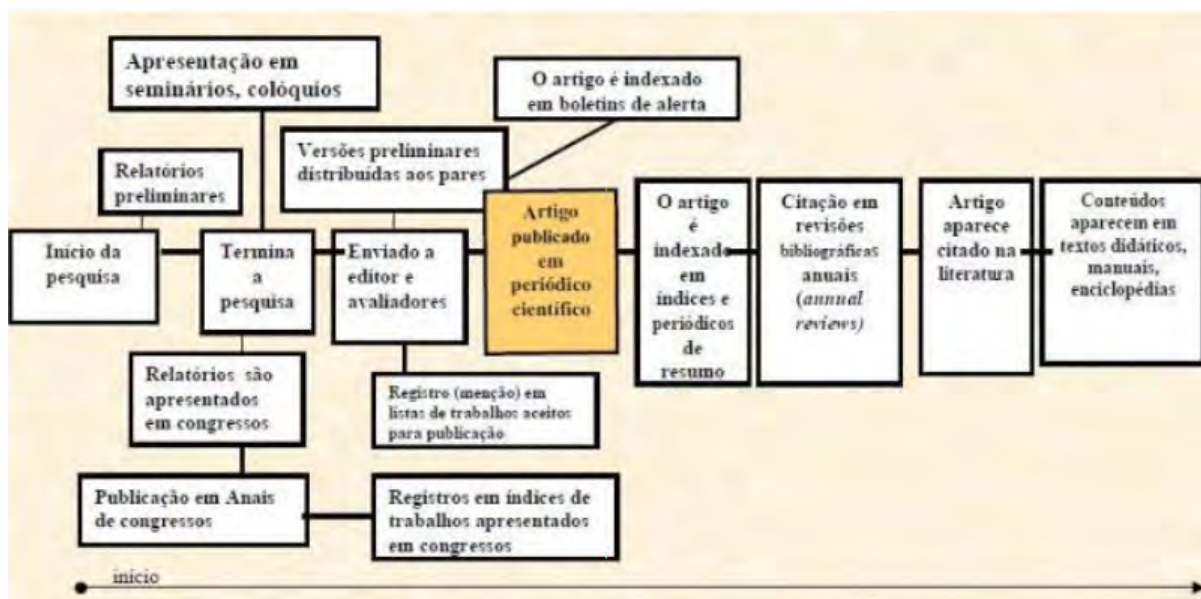 Apresentação em
seminários, colóquios
O artigo é indexado
em boletins de alerta
Relatórios
preliminares
Versões preliminares
distribuídas aos pares
Início da
pesquisa
Termina
a
pesquisa
Enviado a
editor e
avaliadores
Artigo
publicado
em
periódico
científico
O artigo
é
indexado
em
índices e
periódicos
de
resumo
Citação em
revisões
bibliográficas
anuais
(annual
reviews)
Artigo
aparece
citado na
literatura
Conteúdos
aparecem em
textos didáticos,
manuais,
enciclopédias
Relatórios são
apresentados
em congressos
Registro (menção) em
listas de trabalhos aceitos
para publicação
Publicação em Anais
de congressos
Registros em índices de
trabalhos apresentados
em congressos
início